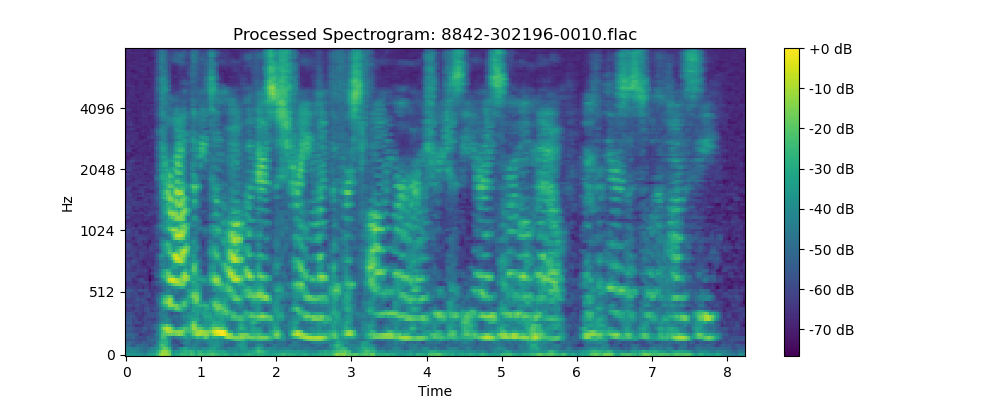 Processed Spectrogram: 8842-302196-0010.flac
+0 dB
-10 dB
-20 dB
-30 dB
-40 dB
-50 dB
-60 dB
-70 dB
Hz
4096
2048
1024
512
0
0 1 2 3 4 5 6 7 8
Time